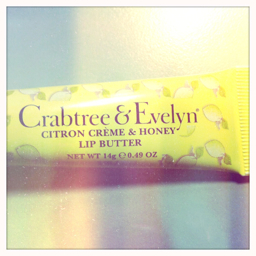 Crabtree & Evelyn®
CITRON CRÈME & HONEY
LIP BUTTER
NET WT 14g ℮ 0.49 OZ